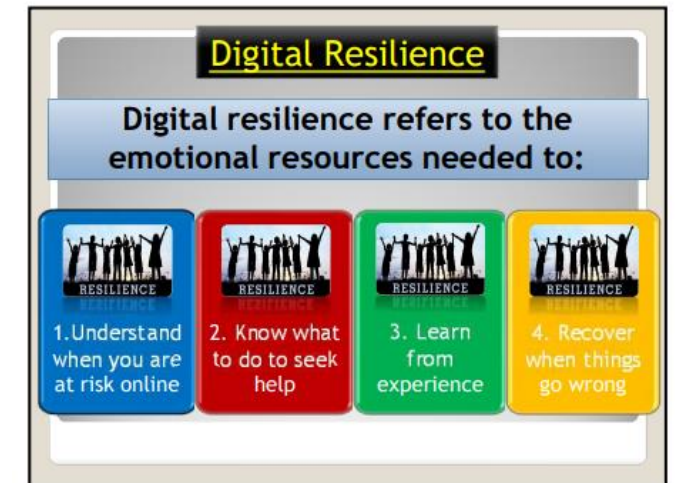 Digital Resilience
Digital resilience refers to the
emotional resources needed to:
RESILIENCE
1.Understand
when you are
at risk online
RESILIENCE
2. Know what
to do to seek
help
RESILIENCE
3. Learn
from
experience
RESILIENCE
4. Recover
when things
go wrong